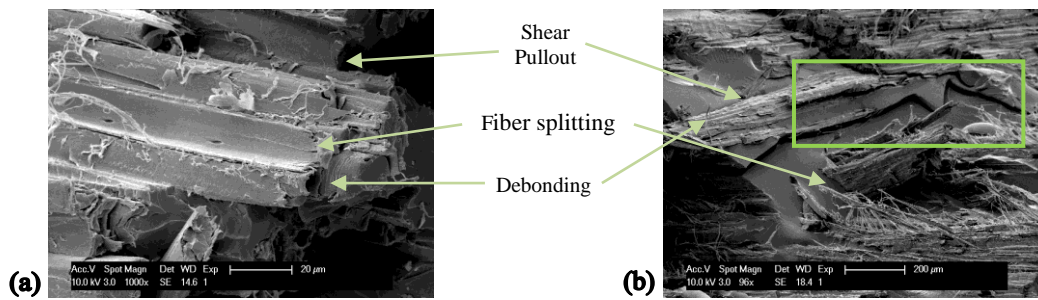 Shear
Pullout
Fiber splitting
Debonding
Acc.V Spot Magn Det WD Exp 20 µm
10.0 kV 3.0 1000x SE 14.6 1
(a)
Acc.V Spot Magn Det WD Exp 200 µm
10.0 kV 3.0 96x SE 18.4 1
(b)